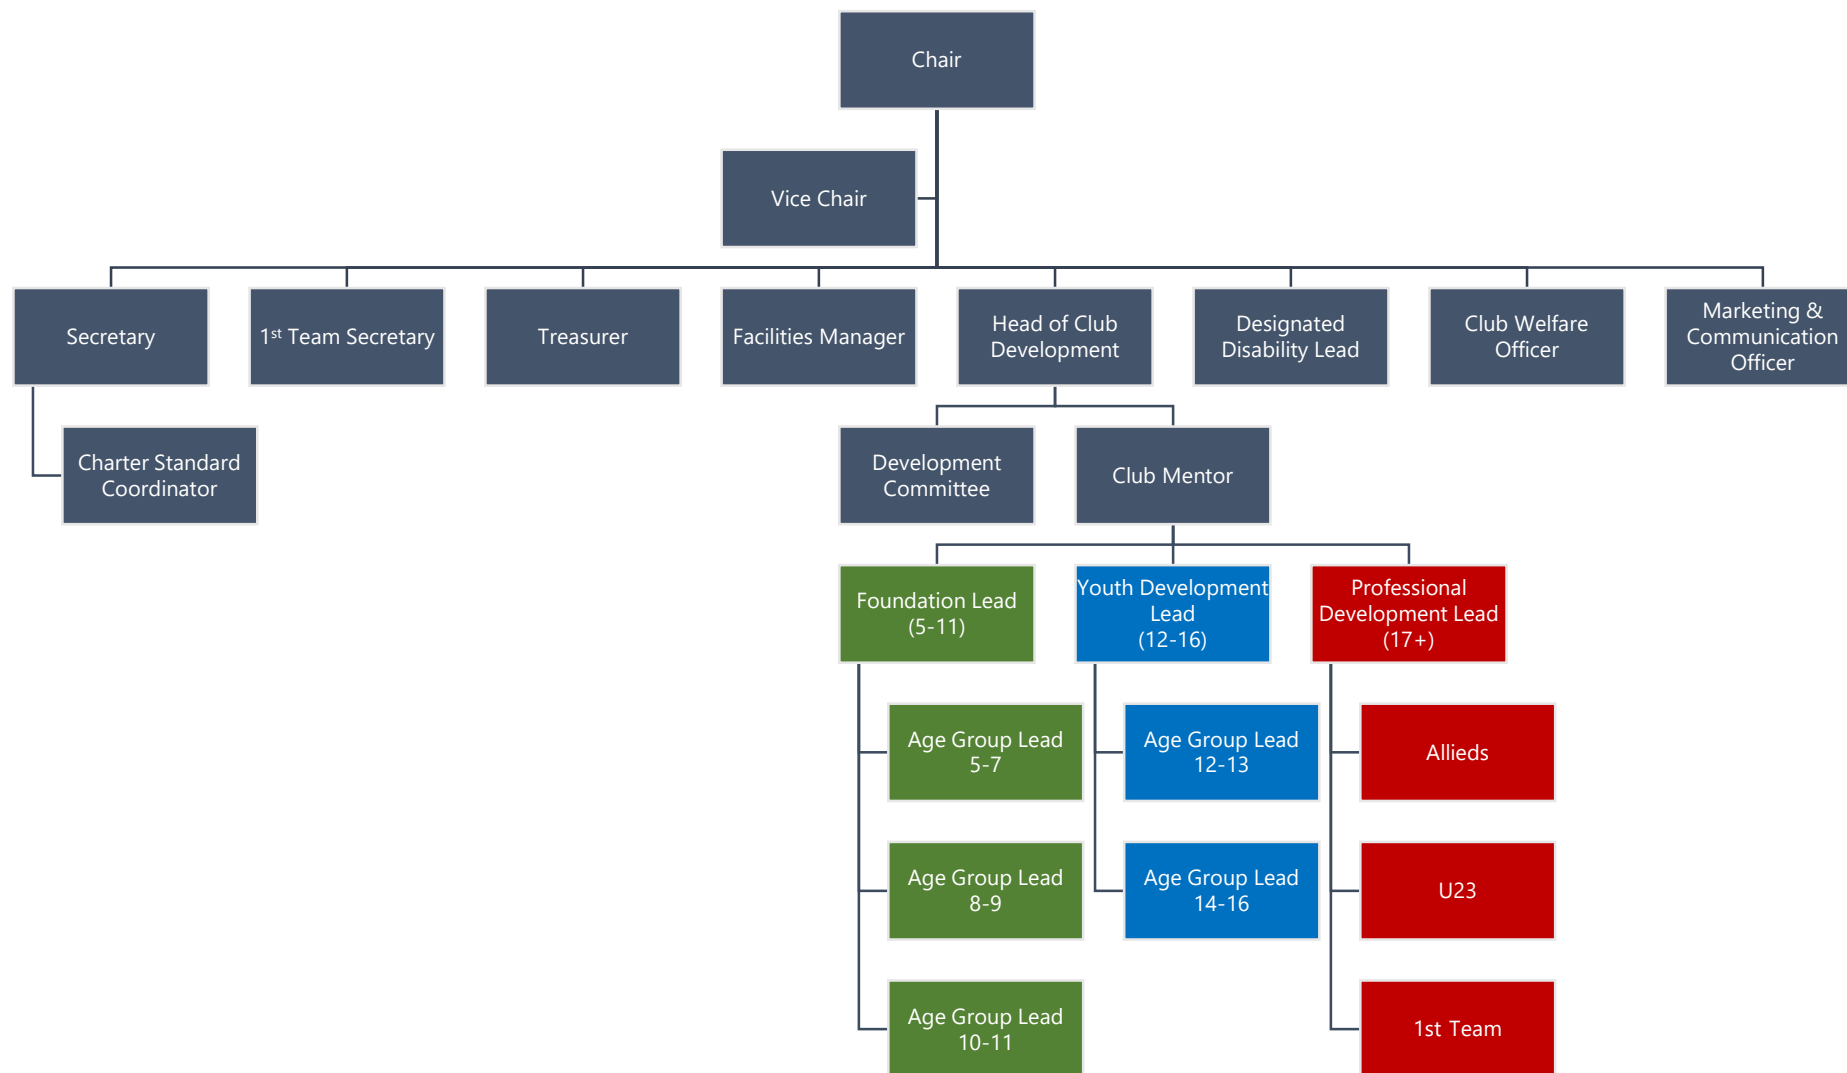 Chair
Vice Chair
Secretary
1st Team Secretary
Treasurer
Facilities Manager
Head of Club
Development
Designated
Disability Lead
Club Welfare
Officer
Marketing &
Communication
Officer
Charter Standard
Coordinator
Development
Committee
Club Mentor
Foundation Lead
(5-11)
Youth Development
Lead
(12-16)
Professional
Development Lead
(17+)
Age Group Lead
5-7
Age Group Lead
12-13
Allieds
Age Group Lead
8-9
Age Group Lead
14-16
U23
Age Group Lead
10-11
1st Team